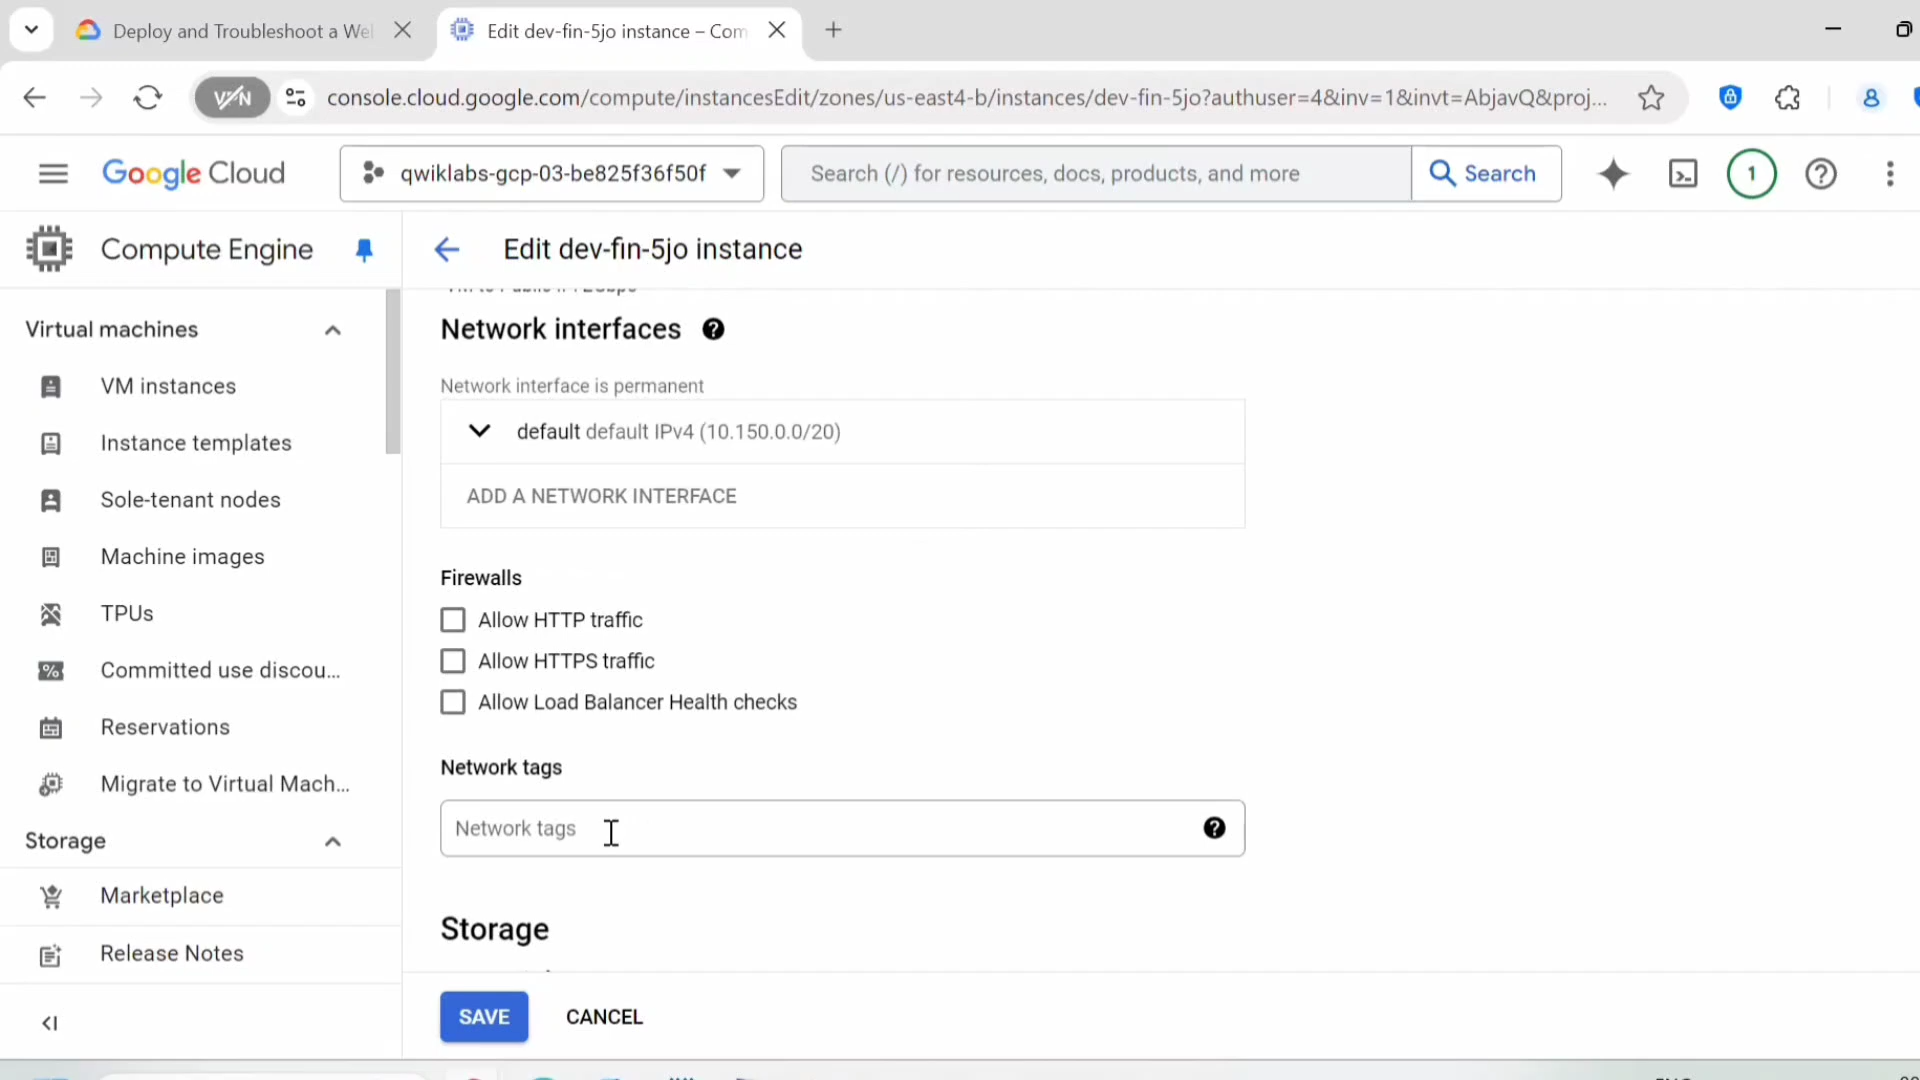 Deploy and Troubleshoot a Wel
Edit dev-fin-5jo instance – Com
VPN
console.cloud.google.com/compute/instancesEdit/zones/us-east4-b/instances/dev-fin-5jo?authuser=4&inv=1&invt=AbjavQ&proj...
Google Cloud
qwiklabs-gcp-03-be825f36f50f
Search (/) for resources, docs, products, and more
Search
1
Compute Engine
Edit dev-fin-5jo instance
Virtual machines
VM instances
Instance templates
Sole-tenant nodes
Machine images
TPUs
Committed use discou...
Reservations
Migrate to Virtual Mach...
Storage
Marketplace
Release Notes
Network interfaces
Network interface is permanent
default default IPv4 (10.150.0.0/20)
ADD A NETWORK INTERFACE
Firewalls
Allow HTTP traffic
Allow HTTPS traffic
Allow Load Balancer Health checks
Network tags
Network tags
Storage
SAVE
CANCEL